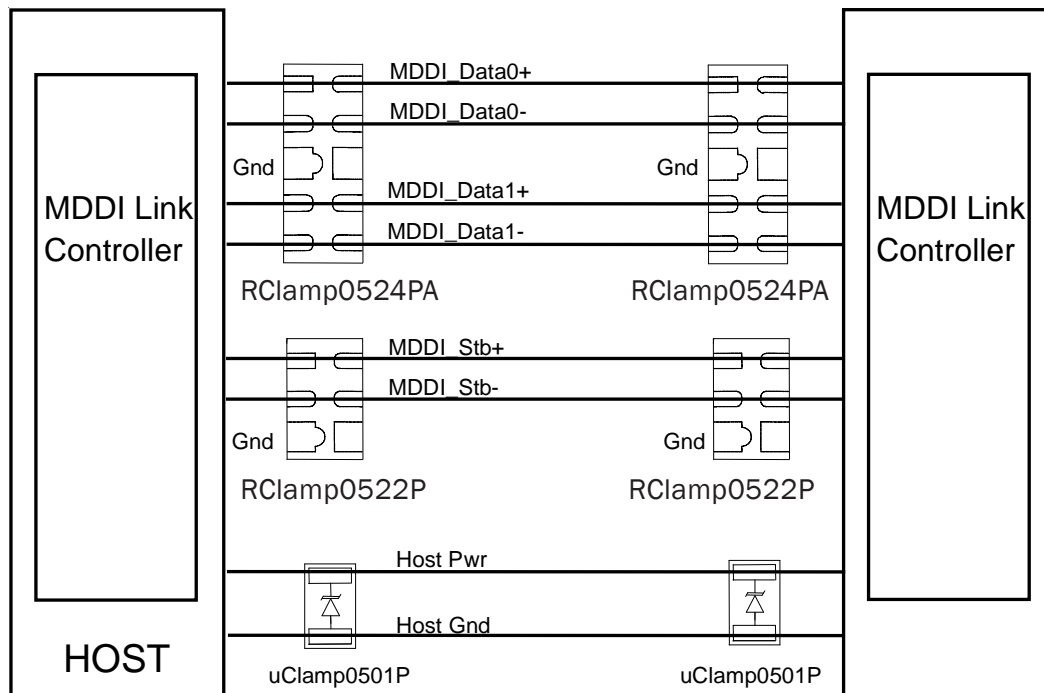 MDDI_Data0+
MDDI_Data0-
Gnd
Gnd
MDDI_Data1+
MDDI_Data1-
MDDI Link
Controller
MDDI Link
Controller
RClamp0524PA
RClamp0524PA
MDDI_Stb+
MDDI_Stb-
Gnd
Gnd
RClamp0522P
RClamp0522P
Host Pwr
Host Gnd
HOST
uClamp0501P
uClamp0501P